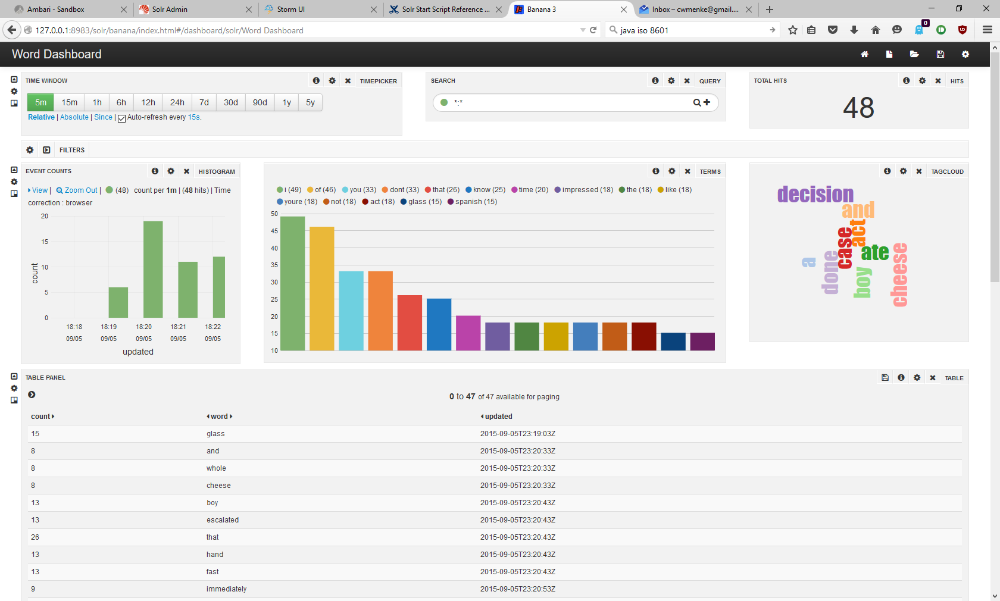 Ambari - Sandbox
Solr Admin
Storm UI
Solr Start Script Reference ...
Banana 3
Inbox – cwmenke@gmail....
127.0.0.1:8983/solr/banana/index.html#/dashboard/solr/Word Dashboard
java iso 8601
0
Word Dashboard
TIME WINDOW
TIMEPICKER
5m 15m 1h 6h 12h 24h 7d 30d 90d 1y 5y
Relative | Absolute | Since | Auto-refresh every 15s.
SEARCH
QUERY
*:*
TOTAL HITS
HITS
48
FILTERS
EVENT COUNTS
HISTOGRAM
View | Zoom Out | (48) count per 1m | (48 hits) | Time
correction : browser
20
15
10
5
0
count
18:18 18:19 18:20 18:21 18:22
09/05 09/05 09/05 09/05 09/05
updated
TERMS
i (49) of (46) you (33) dont (33) that (26) know (25) time (20) impressed (18) the (18) like (18)
youre (18) not (18) act (18) glass (15) spanish (15)
50
45
40
35
30
25
20
15
10
TAGCLOUD
decision
and
act
case
ate
cheese
a
done
boy
TABLE PANEL
TABLE
0 to 47 of 47 available for paging
count word updated
15 glass 2015-09-05T23:19:03Z
8 and 2015-09-05T23:20:33Z
8 whole 2015-09-05T23:20:33Z
8 cheese 2015-09-05T23:20:33Z
13 boy 2015-09-05T23:20:43Z
13 escalated 2015-09-05T23:20:43Z
26 that 2015-09-05T23:20:43Z
13 hand 2015-09-05T23:20:43Z
13 fast 2015-09-05T23:20:43Z
9 immediately 2015-09-05T23:20:53Z